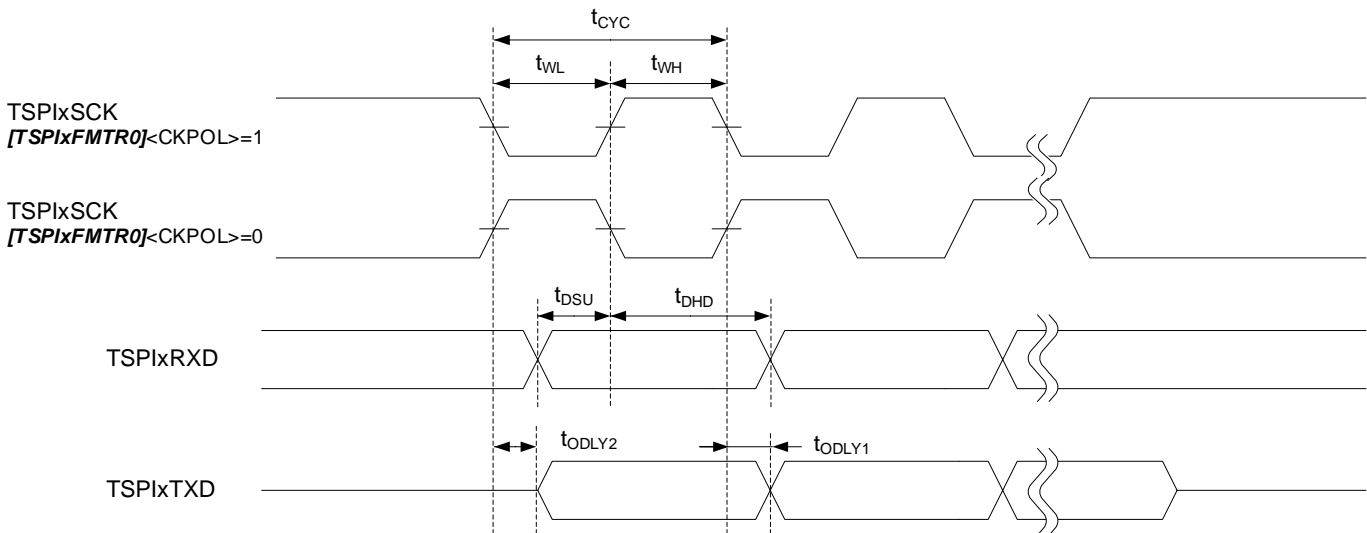 tCYC
tWL tWH
TSPIxSCK
[TSPIxFMTR0]<CKPOL>=1
TSPIxSCK
[TSPIxFMTR0]<CKPOL>=0
tDSU tDHD
TSPIxRXD
tODLY2 tODLY1
TSPIxTXD